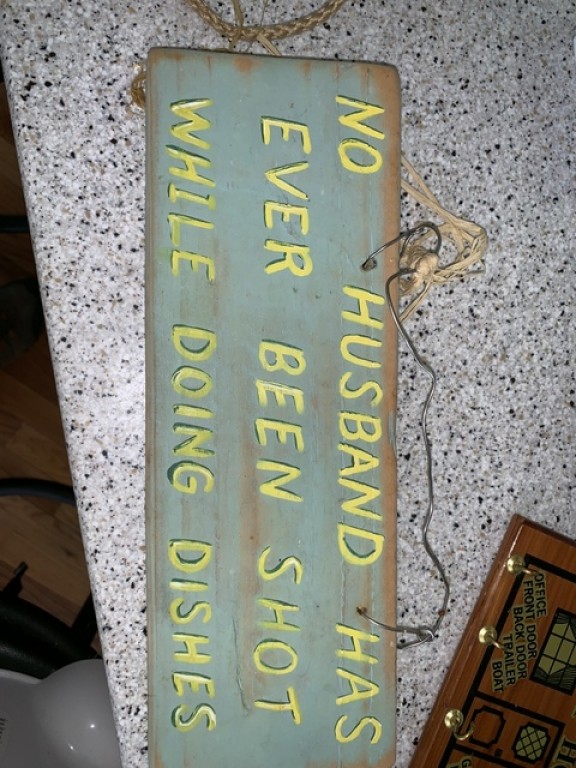 NO HUSBAND HAS
EVER BEEN SHOT
WHILE DOING DISHES
OFFICE
FRONT DOOR
BACK DOOR
TRAILER
BOAT